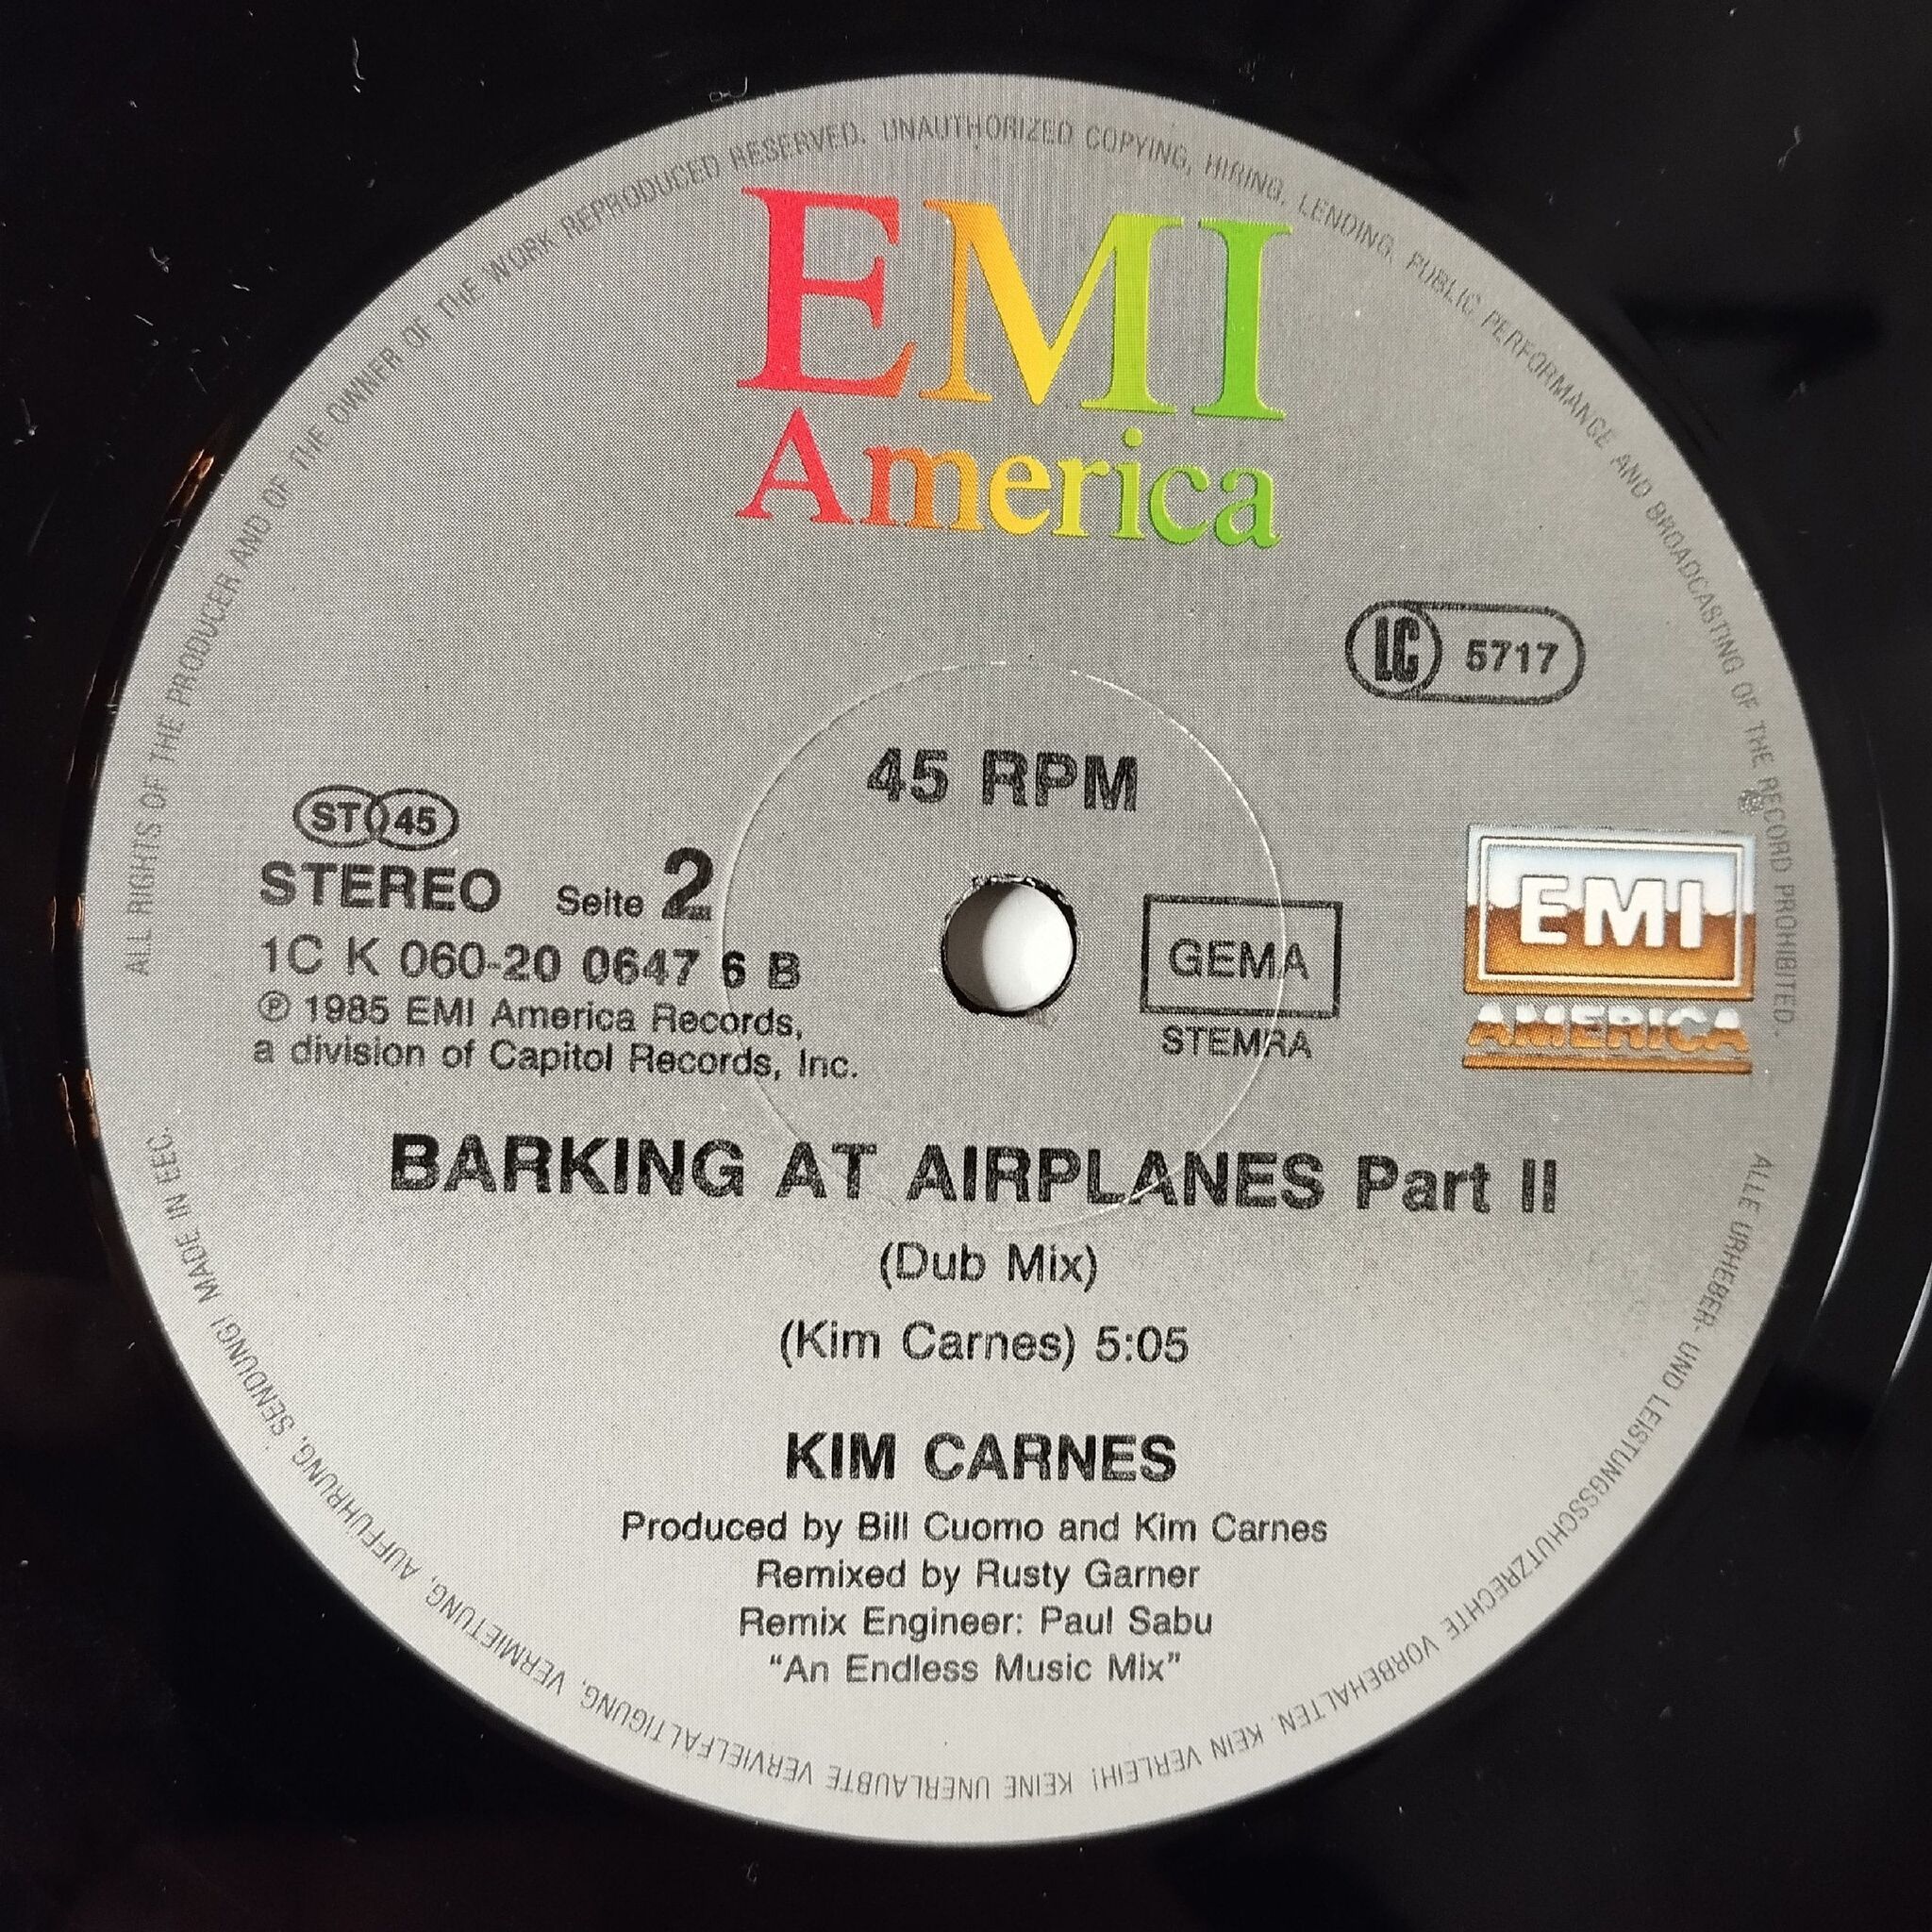 ALL RIGHTS OF THE PRODUCER AND OF THE OWNER OF THE WORK REPRODUCED RESERVED. UNAUTHORIZED COPYING, HIRING, LENDING, PUBLIC PERFORMANCE AND BROADCASTING OF THE RECORD PROHIBITED.
EMI
America
LC 5717
45 RPM
ST 45
STEREO Seite 2
1C K 060-20 0647 6 B
℗ 1985 EMI America Records,
a division of Capitol Records, Inc.
GEMA
STEMRA
EMI
AMERICA
BARKING AT AIRPLANES Part II
(Dub Mix)
(Kim Carnes) 5:05
KIM CARNES
Produced by Bill Cuomo and Kim Carnes
Remixed by Rusty Garner
Remix Engineer: Paul Sabu
“An Endless Music Mix”
ALLE URHEBER- UND LEISTUNGSSCHUTZRECHTE VORBEHALTEN. KEIN VERLEIH! KEINE UNERLAUBTE VERVIELFÄLTIGUNG, VERMIETUNG, AUFFÜHRUNG, SENDUNG! MADE IN EEC.